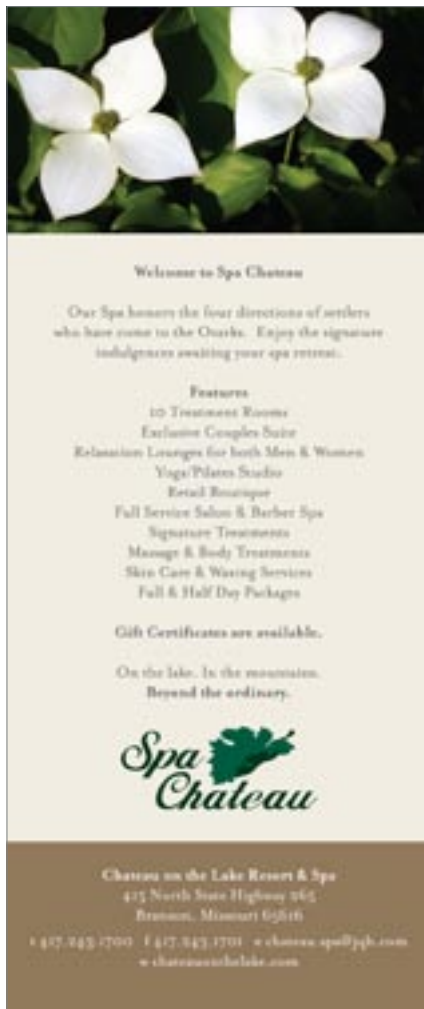 Welcome to Spa Chateau
Our Spa honors the four directions of settlers
who have come to the Ozarks. Enjoy the signature
indulgences awaiting your spa retreat.
Features
10 Treatment Rooms
Exclusive Couples Suite
Relaxation Lounges for both Men & Women
Yoga/Pilates Studio
Retail Boutique
Full Service Salon & Barber Spa
Signature Treatments
Massage & Body Treatments
Skin Care & Waxing Services
Full & Half Day Packages
Gift Certificates are available.
On the lake. In the mountains.
Beyond the ordinary.
Spa
Chateau
Chateau on the Lake Resort & Spa
415 North State Highway 265
Branson, Missouri 65616
t 417.243.1700 f 417.243.1701 e chateau.spa@jqh.com
w chateauonthelake.com